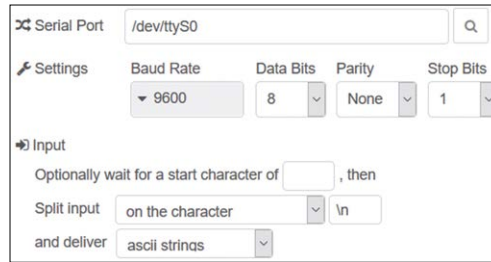 Serial Port /dev/ttyS0
Settings Baud Rate Data Bits Parity Stop Bits
9600 8 None 1
Input
Optionally wait for a start character of , then
Split input on the character \n
and deliver ascii strings